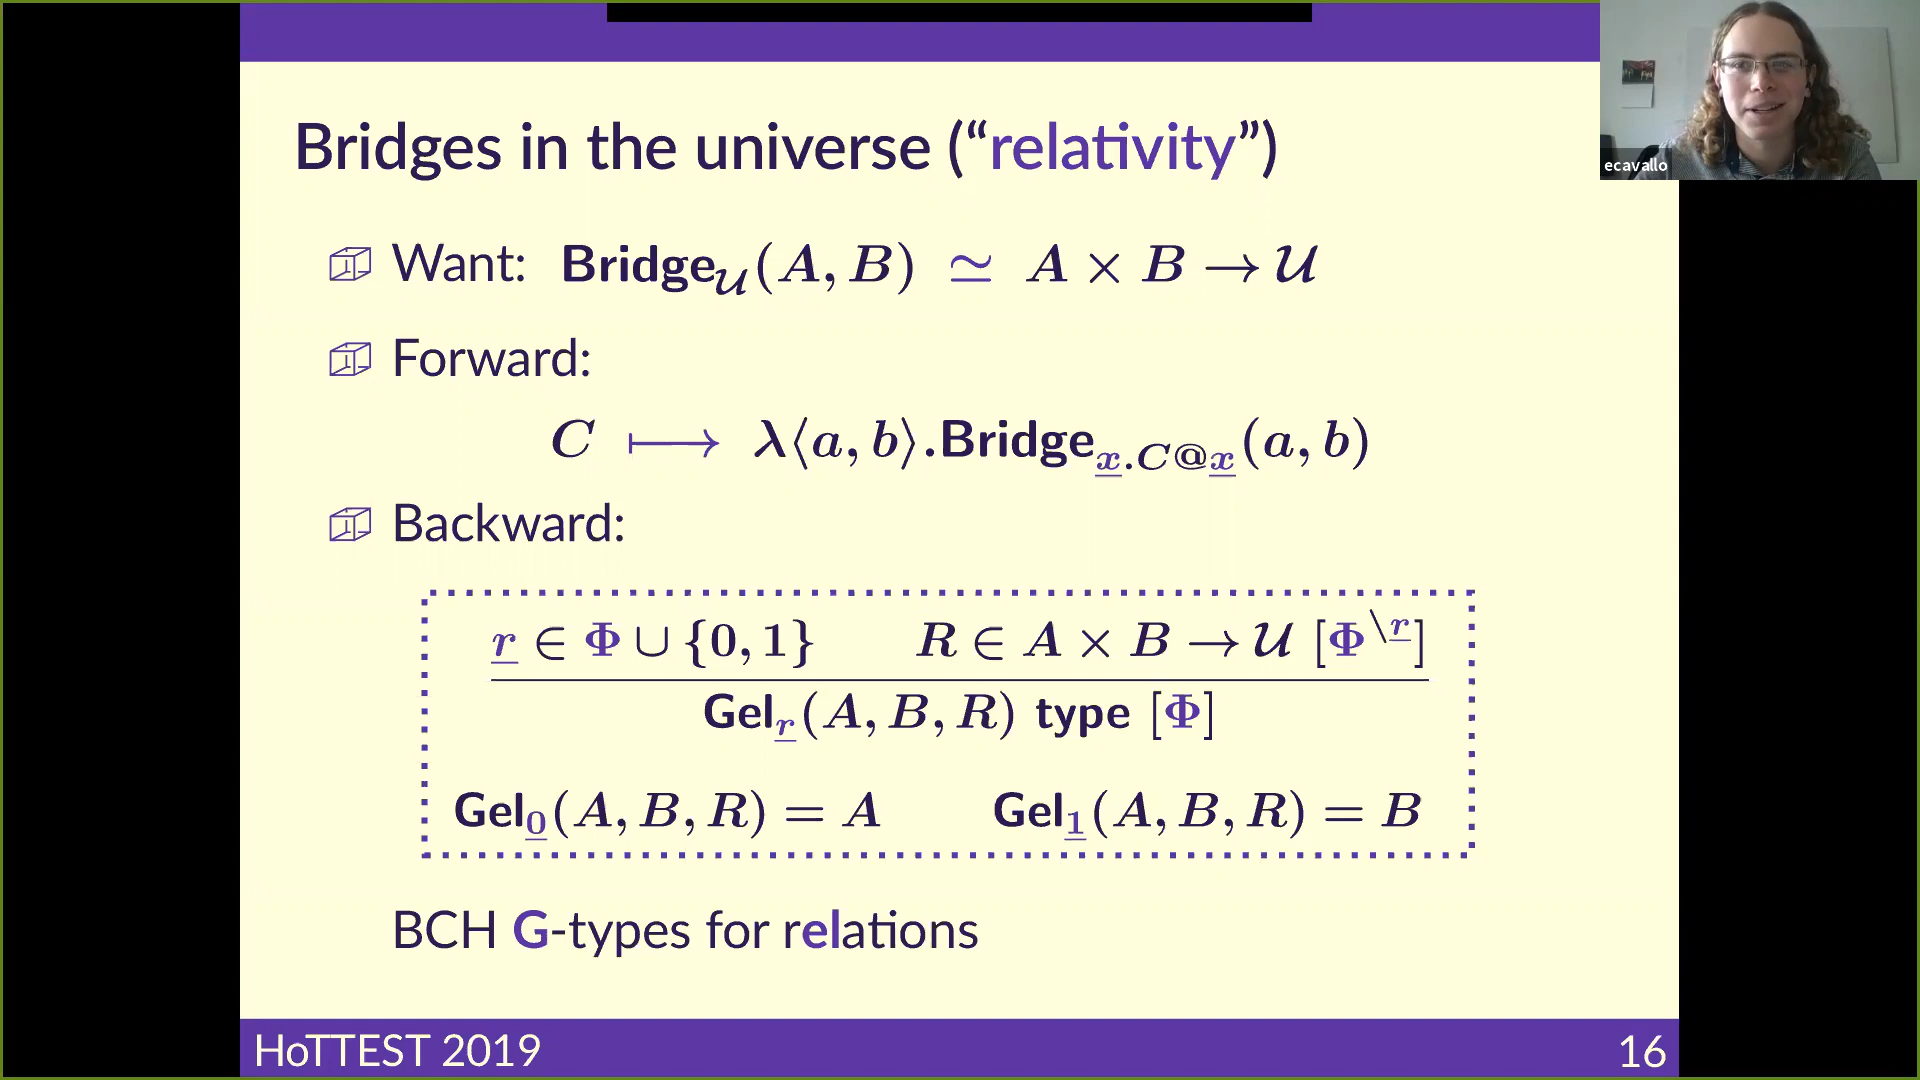 Bridges in the universe (“relativity”)
ecavallo
Want: Bridge_𝒰(A, B) ≃ A × B → 𝒰
Forward:
C ⟼ λ⟨a, b⟩.Bridge_x.C@x(a, b)
Backward:
r ∈ Φ ∪ {0, 1} R ∈ A × B → 𝒰 [Φ^\r]
Gel_r(A, B, R) type [Φ]
Gel_0(A, B, R) = A Gel_1(A, B, R) = B
BCH G-types for relations
HoTTEST 2019
16